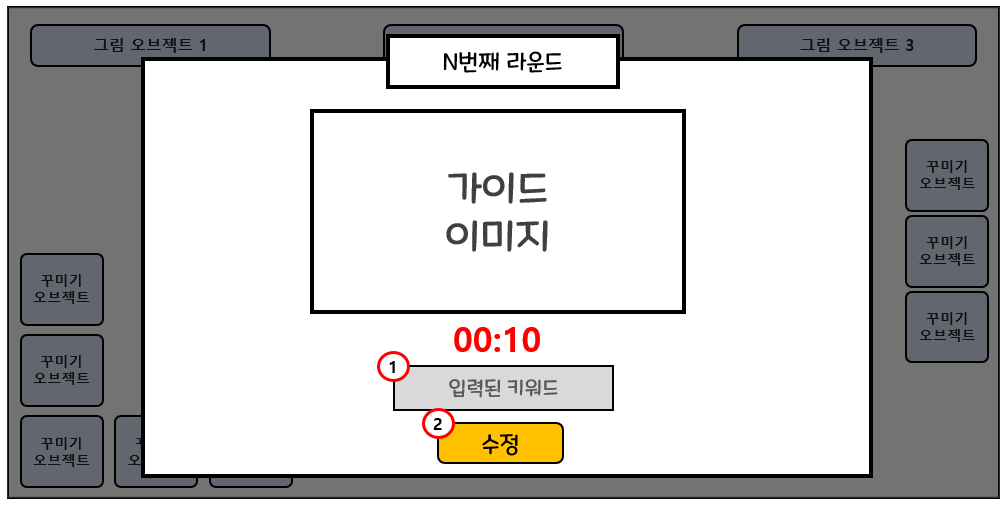 그림 오브젝트 1
그림 오브젝트 3
N번째 라운드
가이드
이미지
꾸미기
오브젝트
꾸미기
오브젝트
꾸미기
오브젝트
꾸미기
오브젝트
꾸미기
오브젝트
00:10
1
입력된 키워드
2
수정
꾸미기
오브젝트